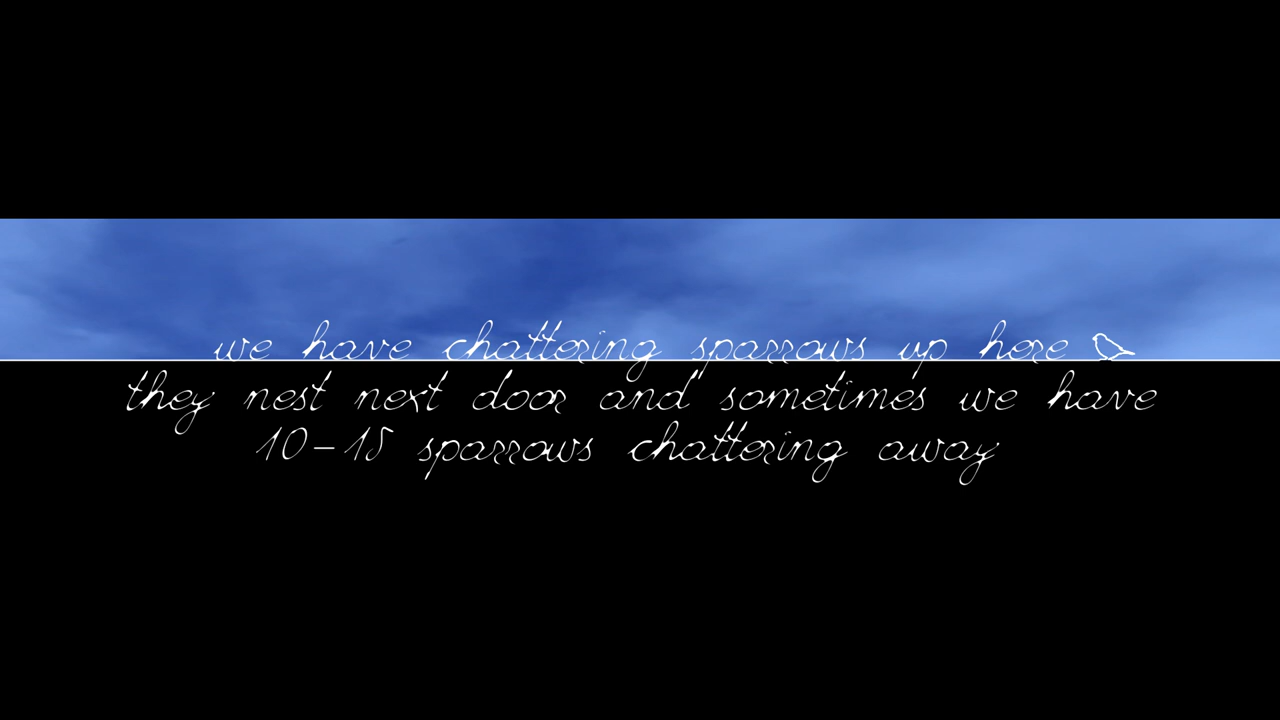 we have chattering sparrows up here
they nest next door and sometimes we have
10-15 sparrows chattering away